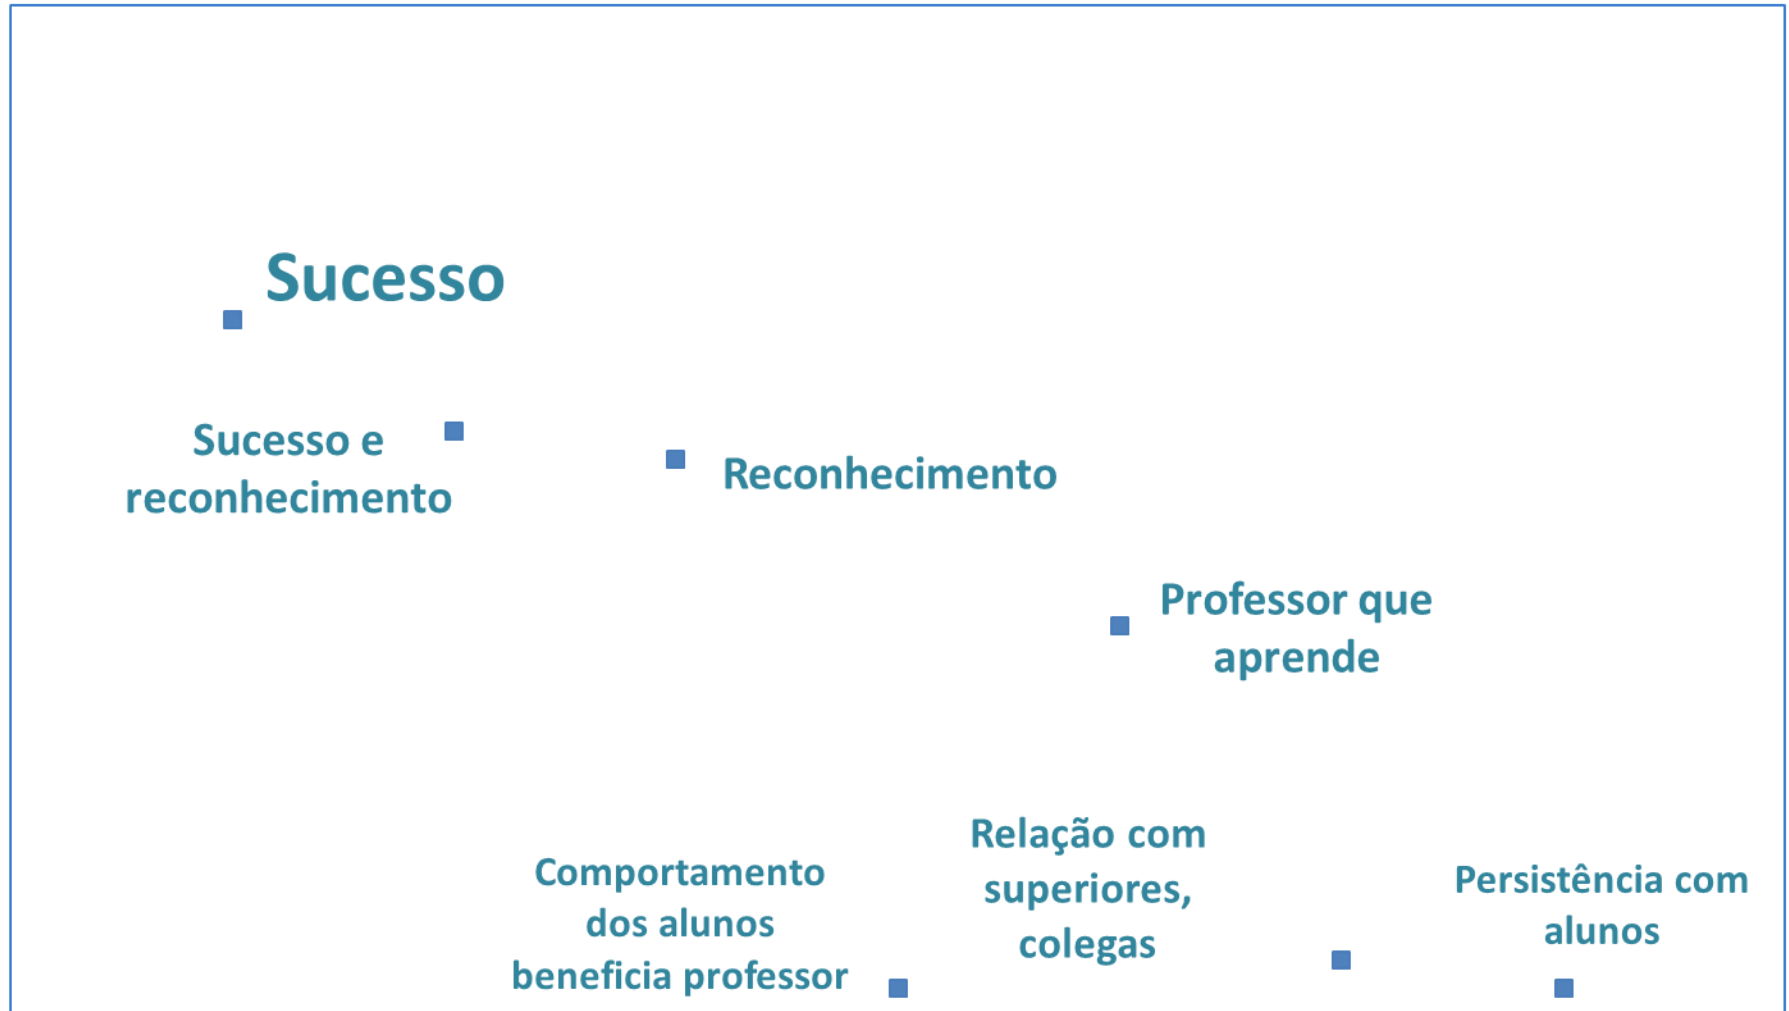 Sucesso
Sucesso e
reconhecimento
Reconhecimento
Professor que
aprende
Comportamento
dos alunos
beneficia professor
Relação com
superiores,
colegas
Persistência com
alunos